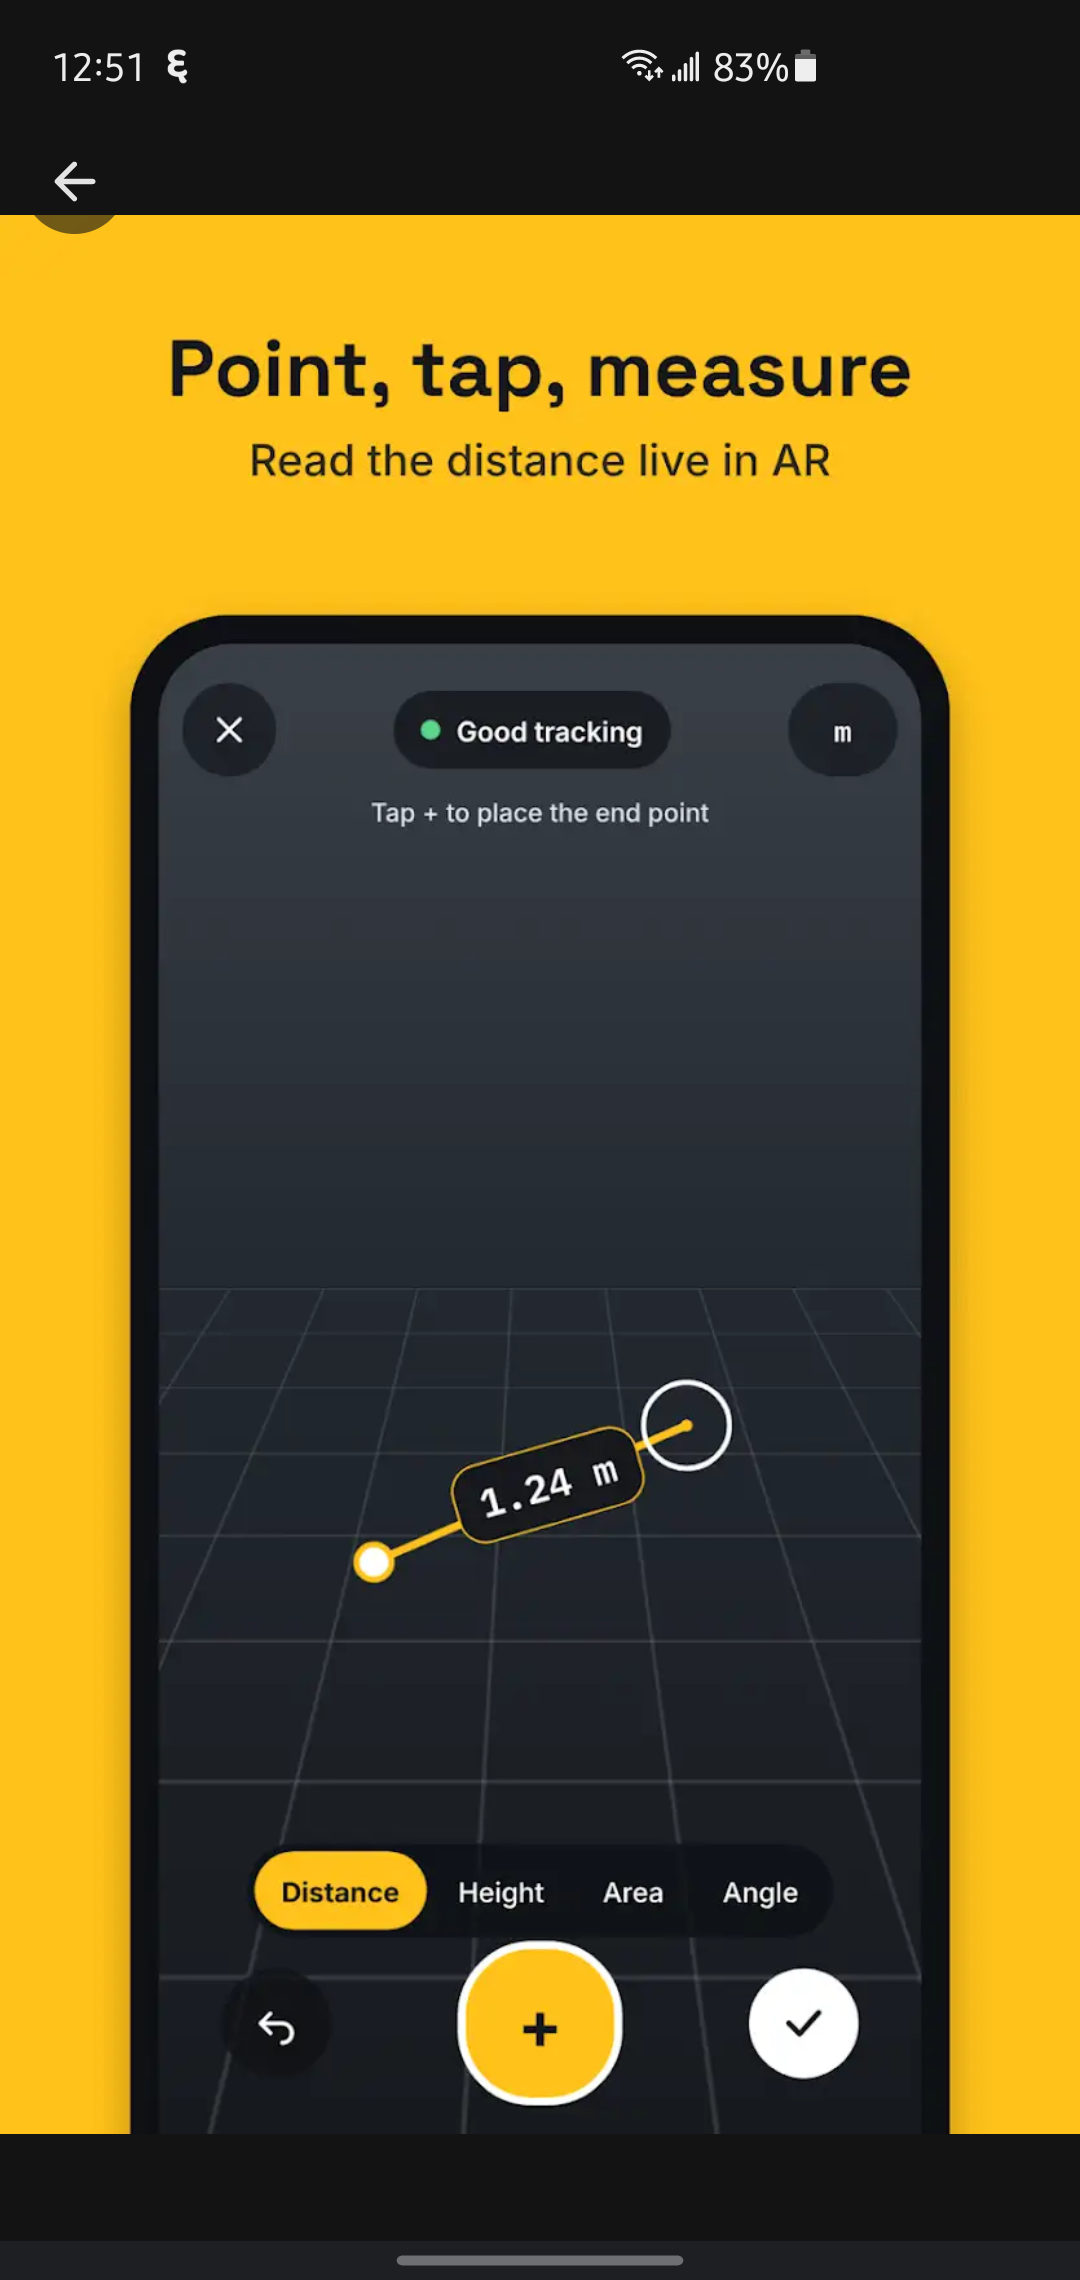 12:51
83%
Point, tap, measure
Read the distance live in AR
Good tracking
m
Tap + to place the end point
1.24 m
Distance Height Area Angle
+